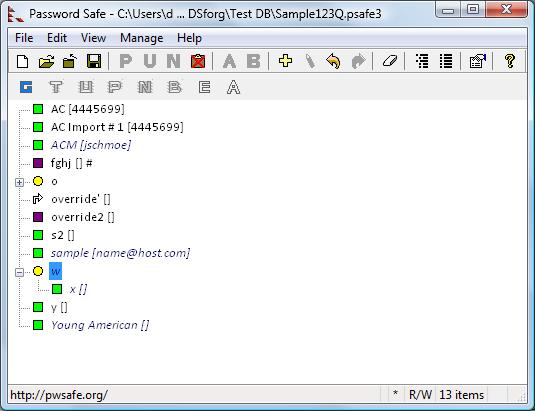 Password Safe - C:\Users\d ... DSforg\Test DB\Sample123Q.psafe3
File Edit View Manage Help
P U N A B ?
G T U P N B E A
AC [4445699]
AC Import # 1 [4445699]
ACM [jschmoe]
fghj [] #
o
override' []
override2 []
s2 []
sample [name@host.com]
w
x []
y []
Young American []
http://pwsafe.org/ * R/W 13 items